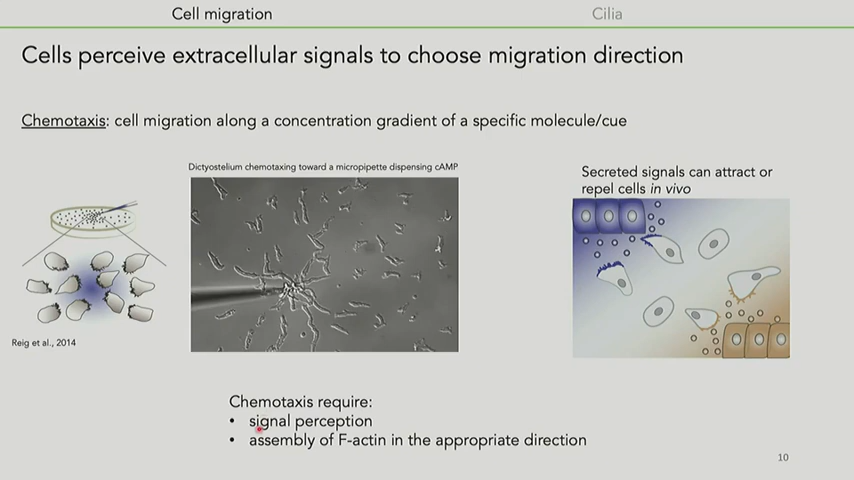 Cell migration
Cilia
Cells perceive extracellular signals to choose migration direction
Chemotaxis: cell migration along a concentration gradient of a specific molecule/cue
Dictyostelium chemotaxing toward a micropipette dispensing cAMP
Secreted signals can attract or
repel cells in vivo
Reig et al., 2014
Chemotaxis require:
• signal perception
• assembly of F-actin in the appropriate direction
10